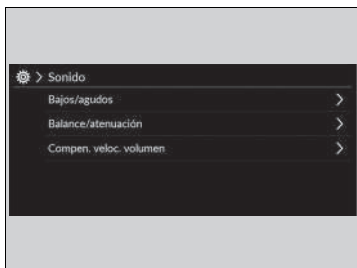 > Sonido
Bajos/agudos >
Balance/atenuación >
Compen. veloc. volumen >